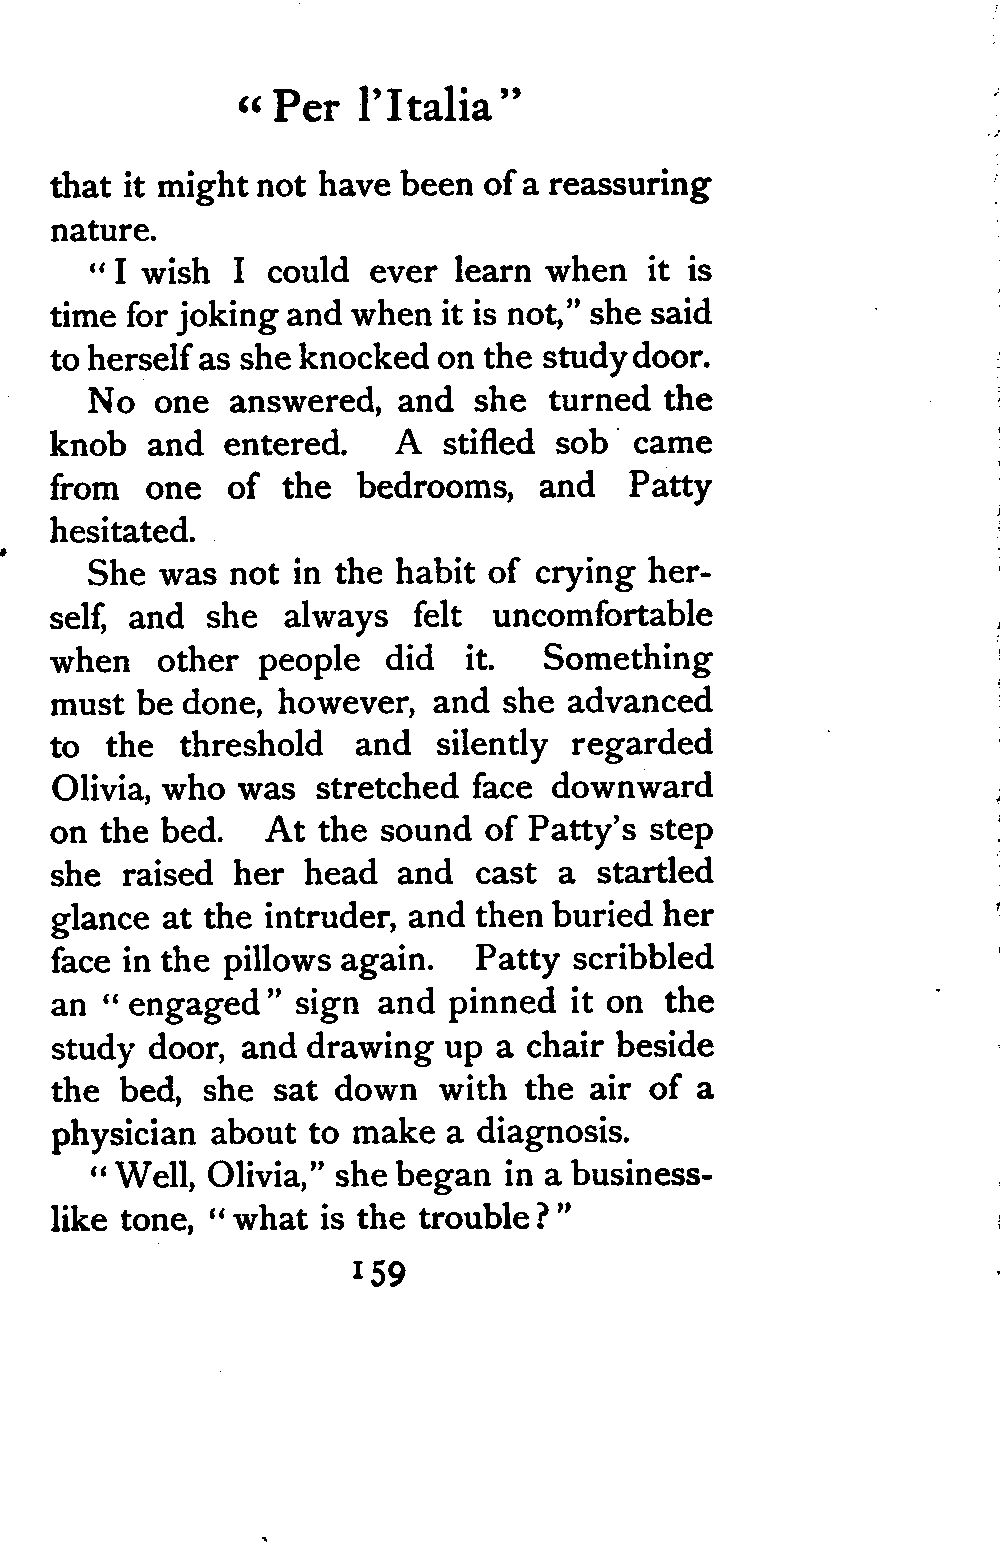 “Per l’Italia”
that it might not have been of a reassuring
nature.
“I wish I could ever learn when it is
time for joking and when it is not,” she said
to herself as she knocked on the study door.
No one answered, and she turned the
knob and entered. A stifled sob came
from one of the bedrooms, and Patty
hesitated.
She was not in the habit of crying her-
self, and she always felt uncomfortable
when other people did it. Something
must be done, however, and she advanced
to the threshold and silently regarded
Olivia, who was stretched face downward
on the bed. At the sound of Patty’s step
she raised her head and cast a startled
glance at the intruder, and then buried her
face in the pillows again. Patty scribbled
an “engaged” sign and pinned it on the
study door, and drawing up a chair beside
the bed, she sat down with the air of a
physician about to make a diagnosis.
“Well, Olivia,” she began in a business-
like tone, “what is the trouble?”
159